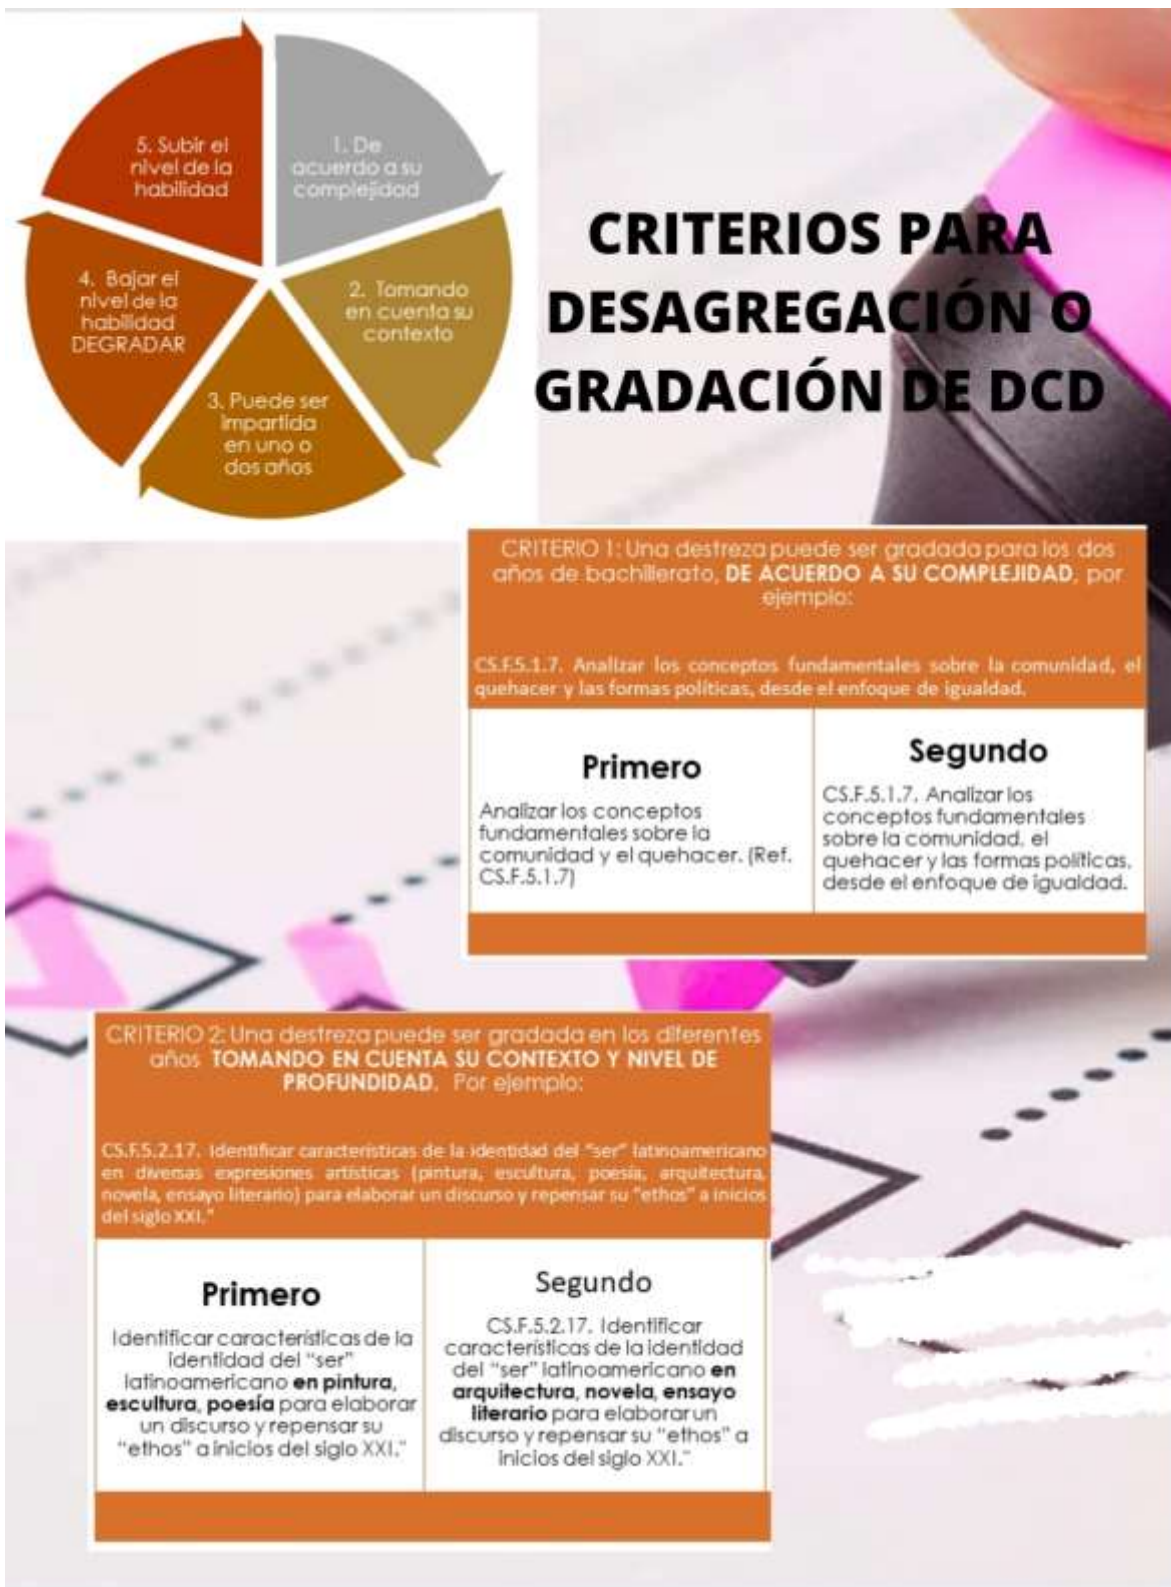 5. Subir el
nivel de la
habilidad
1. De
acuerdo a su
complejidad
4. Bajar el
nivel de la
habilidad
DEGRADAR
2. Tomando
en cuenta su
contexto
3. Puede ser
impartida
en uno o
dos años
CRITERIOS PARA
DESAGREGACIÓN O
GRADACIÓN DE DCD
CRITERIO 1: Una destreza puede ser gradada para los dos
años de bachillerato, DE ACUERDO A SU COMPLEJIDAD, por
ejemplo:
CS.F.5.1.7. Analizar los conceptos fundamentales sobre la comunidad, el
quehacer y las formas políticas, desde el enfoque de igualdad.
Primero
Analizar los conceptos
fundamentales sobre la
comunidad y el quehacer. (Ref.
CS.F.5.1.7)
Segundo
CS.F.5.1.7. Analizar los
conceptos fundamentales
sobre la comunidad, el
quehacer y las formas políticas,
desde el enfoque de igualdad.
CRITERIO 2: Una destreza puede ser gradada en los diferentes
años TOMANDO EN CUENTA SU CONTEXTO Y NIVEL DE
PROFUNDIDAD. Por ejemplo:
CS.F.5.2.17. Identificar características de la identidad del "ser" latinoamericano
en diversas expresiones artísticas (pintura, escultura, poesía, arquitectura,
novela, ensayo literario) para elaborar un discurso y repensar su "ethos" a inicios
del siglo XXI."
Primero
Identificar características de la
identidad del "ser"
latinoamericano en pintura,
escultura, poesía para elaborar
un discurso y repensar su
"ethos" a inicios del siglo XXI."
Segundo
CS.F.5.2.17. Identificar
características de la identidad
del "ser" latinoamericano en
arquitectura, novela, ensayo
literario para elaborar un
discurso y repensar su "ethos" a
inicios del siglo XXI."